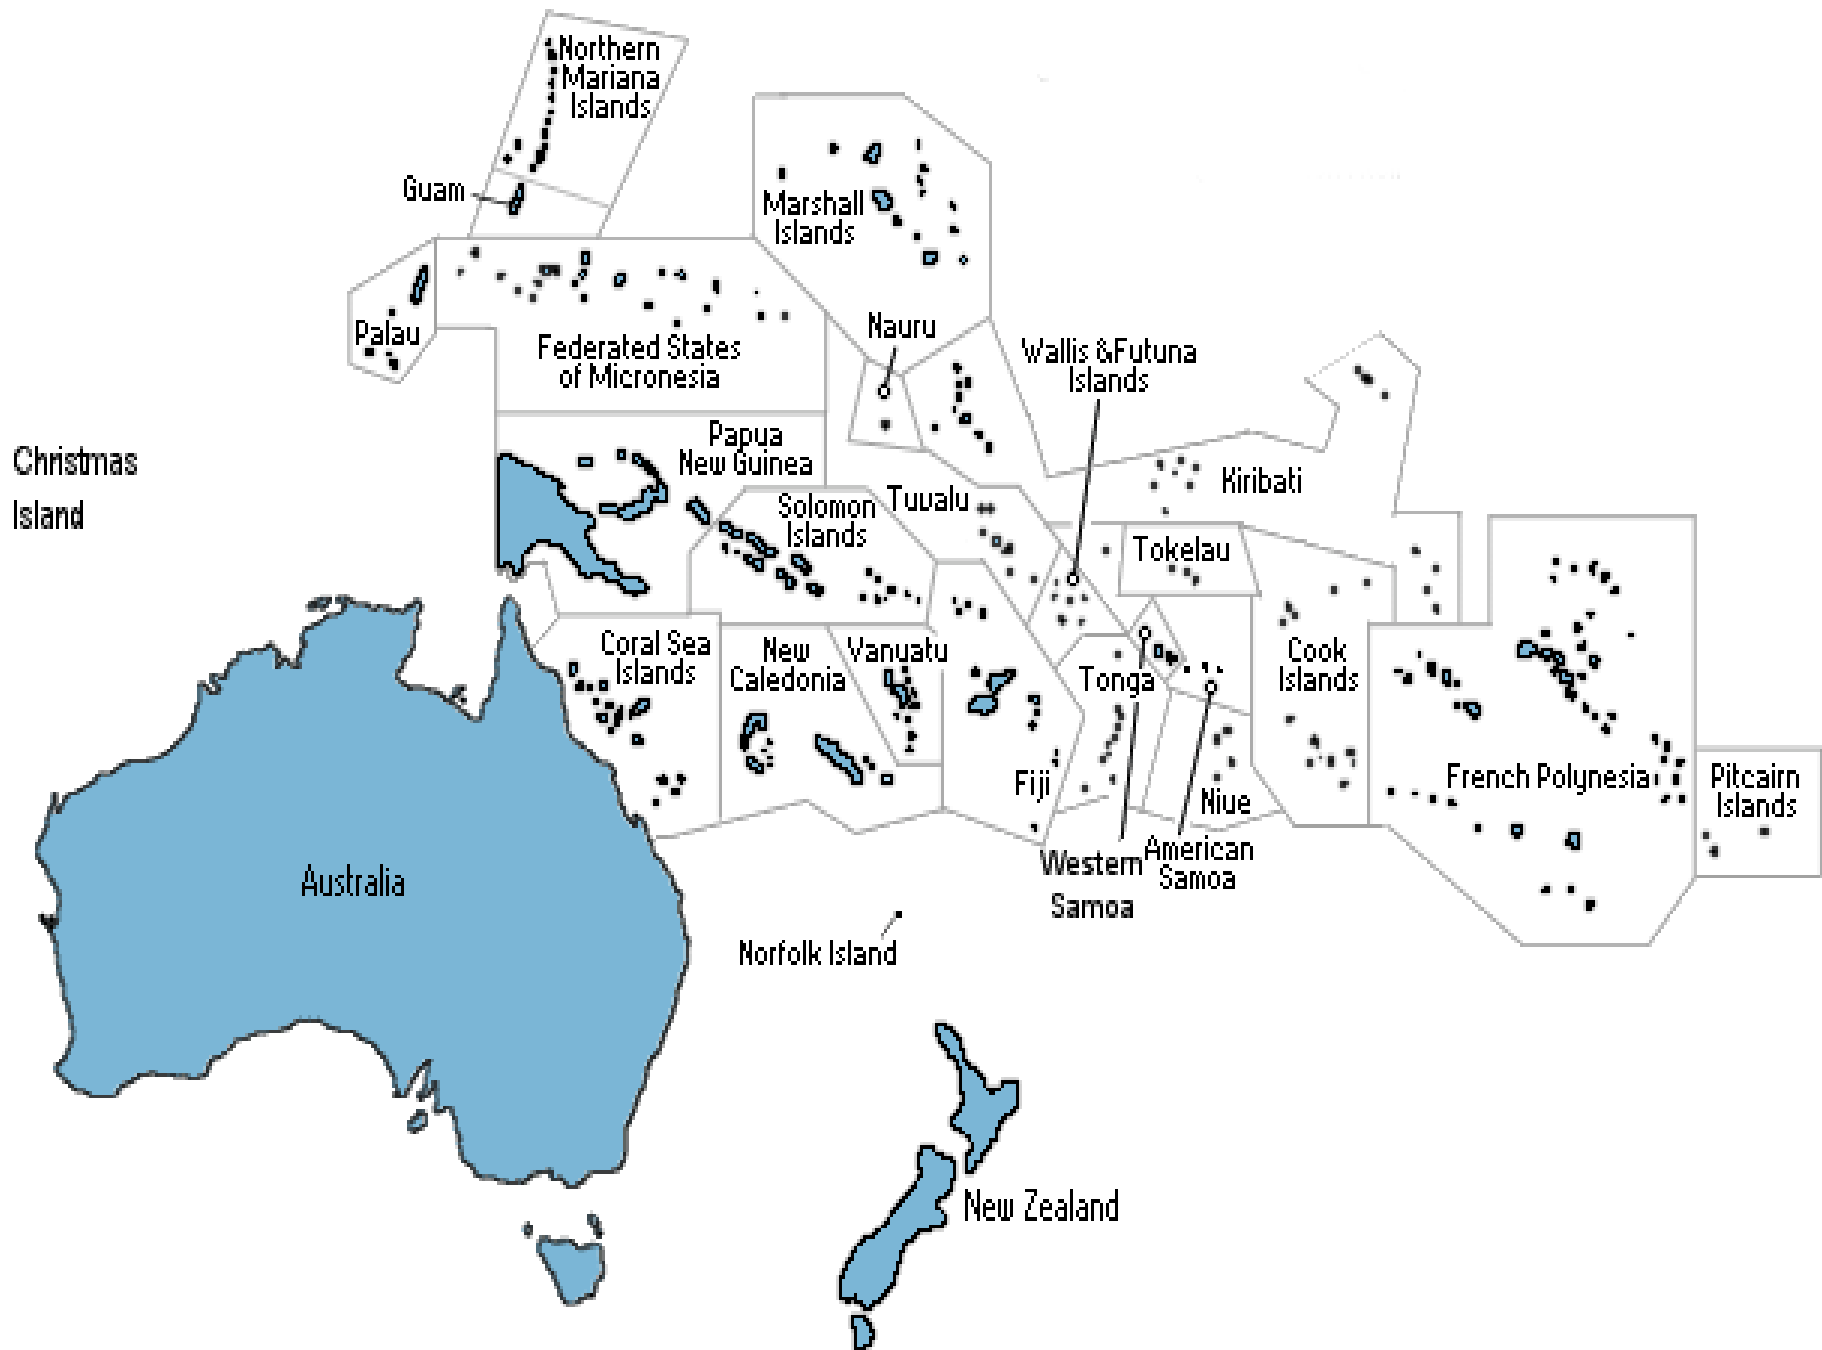 Northern
Mariana
Islands
Guam
Marshall
Islands
Palau
Federated States
of Micronesia
Nauru
Wallis &Futuna
Islands
Christmas
Island
Papua
New Guinea
Solomon
Islands
Tuvalu
Kiribati
Tokelau
Coral Sea
Islands
New
Caledonia
Vanuatu
Fiji
Tonga
Cook
Islands
Niue
French Polynesia
Pitcairn
Islands
Western
Samoa
American
Samoa
Australia
Norfolk Island
New Zealand